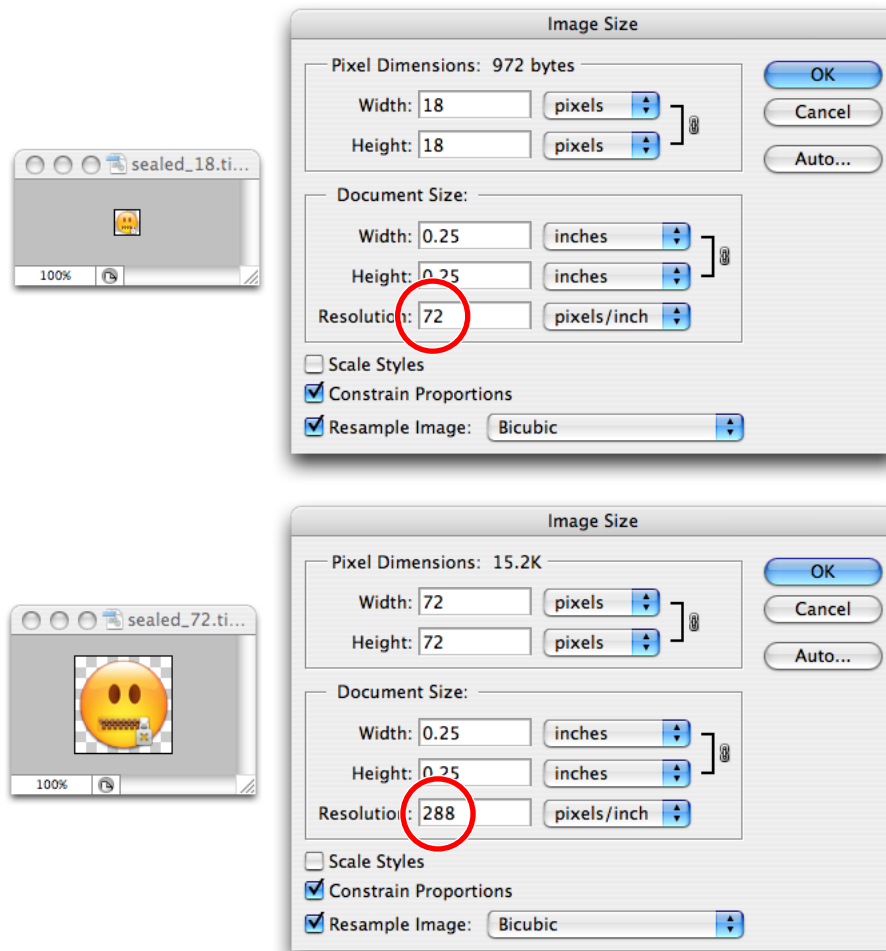 Image Size
Pixel Dimensions: 972 bytes
Width: 18 pixels
Height: 18 pixels
OK
Cancel
Auto...
sealed_18.ti...
100%
Document Size:
Width: 0.25 inches
Height: 0.25 inches
Resolution: 72 pixels/inch
Scale Styles
Constrain Proportions
Resample Image: Bicubic
Image Size
Pixel Dimensions: 15.2K
Width: 72 pixels
Height: 72 pixels
OK
Cancel
Auto...
sealed_72.ti...
100%
Document Size:
Width: 0.25 inches
Height: 0.25 inches
Resolution: 288 pixels/inch
Scale Styles
Constrain Proportions
Resample Image: Bicubic